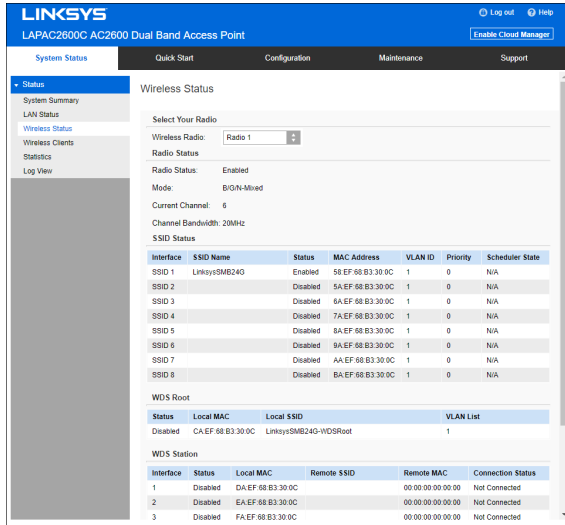 LINKSYS
Log out
Help
LAPAC2600C AC2600 Dual Band Access Point
Enable Cloud Manager
System Status
Quick Start
Configuration
Maintenance
Support
Status
System Summary
LAN Status
Wireless Status
Wireless Clients
Statistics
Log View
Wireless Status
Select Your Radio
Wireless Radio: Radio 1
Radio Status
Radio Status: Enabled
Mode: B/G/N-Mixed
Current Channel: 6
Channel Bandwidth: 20MHz
SSID Status
Interface SSID Name Status MAC Address VLAN ID Priority Scheduler State
SSID 1 LinksysSMB24G Enabled 58:EF:68:B3:30:0C 1 0 N/A
SSID 2 Disabled 5A:EF:68:B3:30:0C 1 0 N/A
SSID 3 Disabled 6A:EF:68:B3:30:0C 1 0 N/A
SSID 4 Disabled 7A:EF:68:B3:30:0C 1 0 N/A
SSID 5 Disabled 8A:EF:68:B3:30:0C 1 0 N/A
SSID 6 Disabled 9A:EF:68:B3:30:0C 1 0 N/A
SSID 7 Disabled AA:EF:68:B3:30:0C 1 0 N/A
SSID 8 Disabled BA:EF:68:B3:30:0C 1 0 N/A
WDS Root
Status Local MAC Local SSID VLAN List
Disabled CA:EF:68:B3:30:0C LinksysSMB24G-WDSRoot 1
WDS Station
Interface Status Local MAC Remote SSID Remote MAC Connection Status
1 Disabled DA:EF:68:B3:30:0C 00:00:00:00:00:00 Not Connected
2 Disabled EA:EF:68:B3:30:0C 00:00:00:00:00:00 Not Connected
3 Disabled FA:EF:68:B3:30:0C 00:00:00:00:00:00 Not Connected